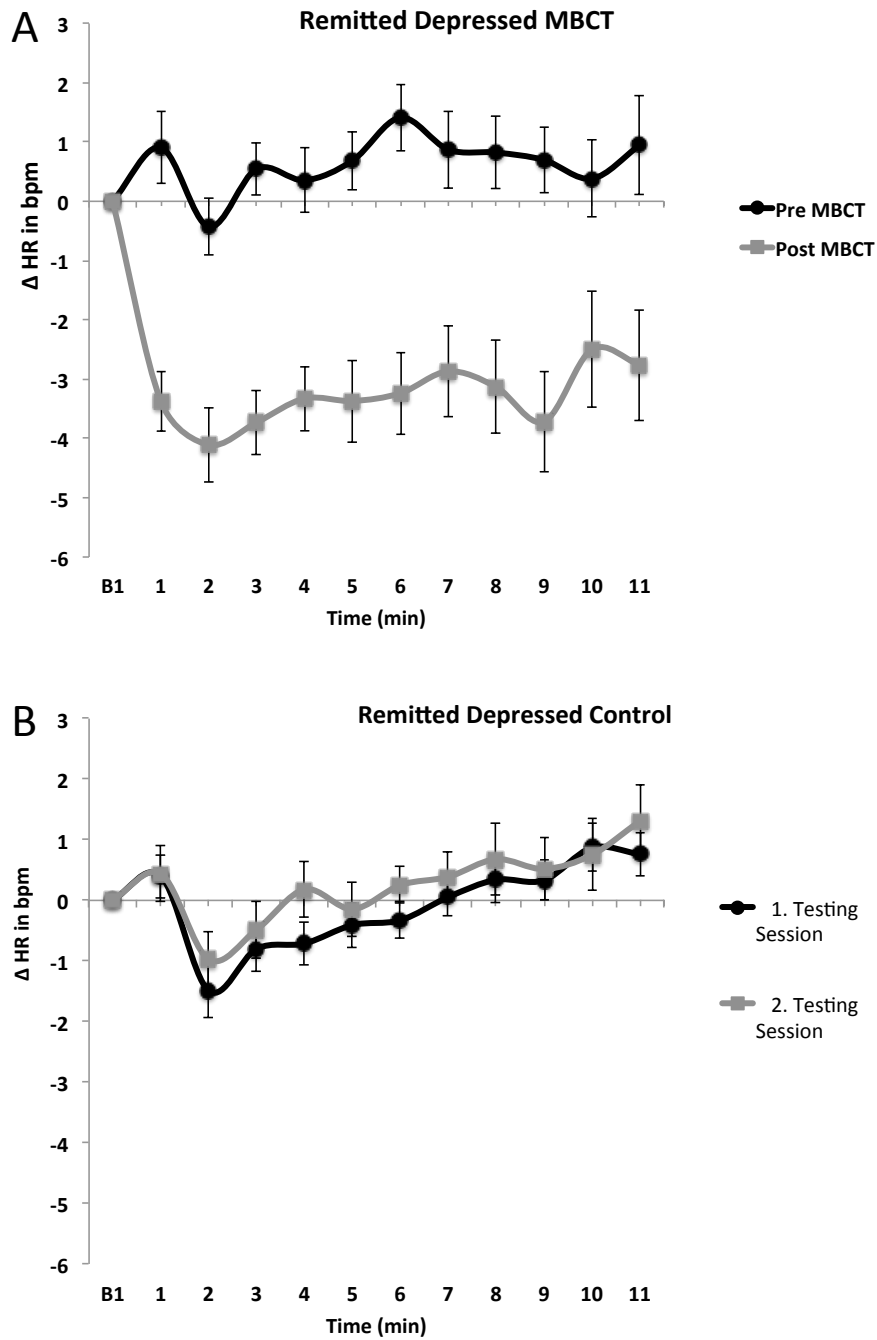 A
Remitted Depressed MBCT
3
2
1
0
-1
-2
-3
-4
-5
-6
Δ HR in bpm
B1 1 2 3 4 5 6 7 8 9 10 11
Time (min)
Pre MBCT
Post MBCT
B
Remitted Depressed Control
3
2
1
0
-1
-2
-3
-4
-5
-6
Δ HR in bpm
B1 1 2 3 4 5 6 7 8 9 10 11
Time (min)
1. Testing
Session
2. Testing
Session